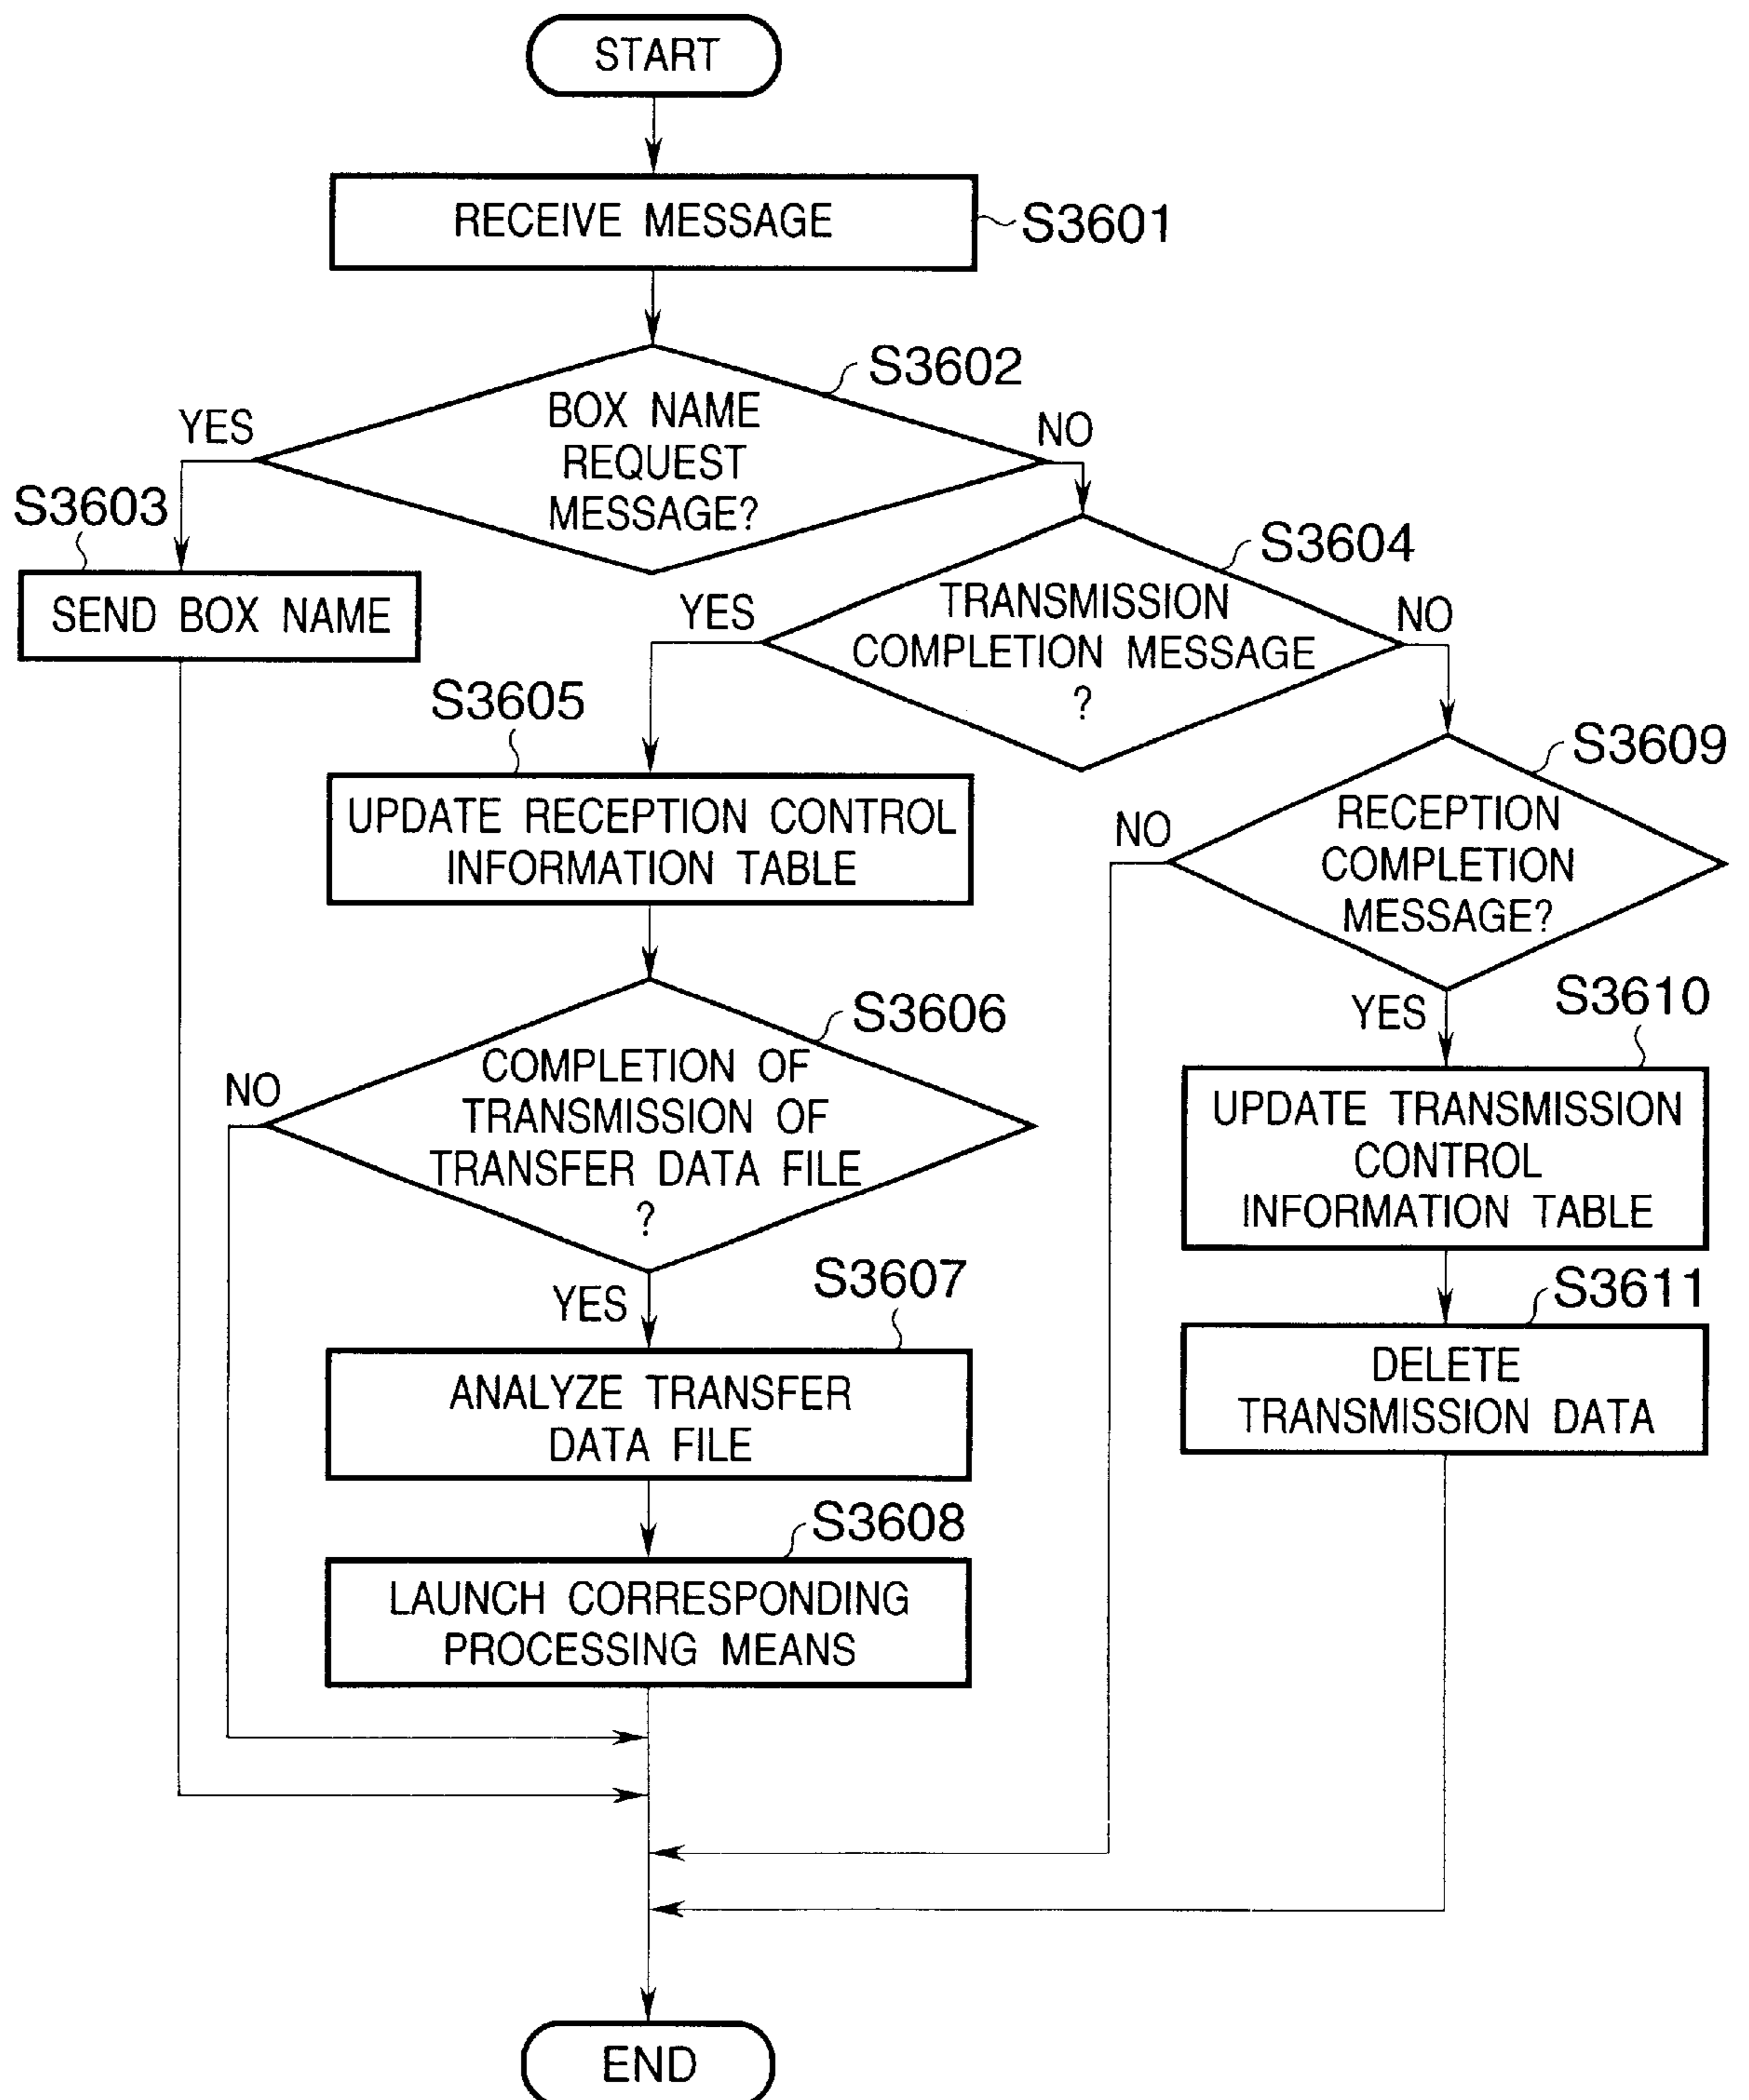 START
RECEIVE MESSAGE
S3601
S3602
BOX NAME
REQUEST
MESSAGE?
YES
NO
S3603
SEND BOX NAME
S3604
TRANSMISSION
COMPLETION MESSAGE
?
YES
NO
S3605
UPDATE RECEPTION CONTROL
INFORMATION TABLE
S3609
RECEPTION
COMPLETION
MESSAGE?
NO
YES
S3606
COMPLETION OF
TRANSMISSION OF
TRANSFER DATA FILE
?
NO
YES
S3610
UPDATE TRANSMISSION
CONTROL
INFORMATION TABLE
S3607
ANALYZE TRANSFER
DATA FILE
S3611
DELETE
TRANSMISSION DATA
S3608
LAUNCH CORRESPONDING
PROCESSING MEANS
END